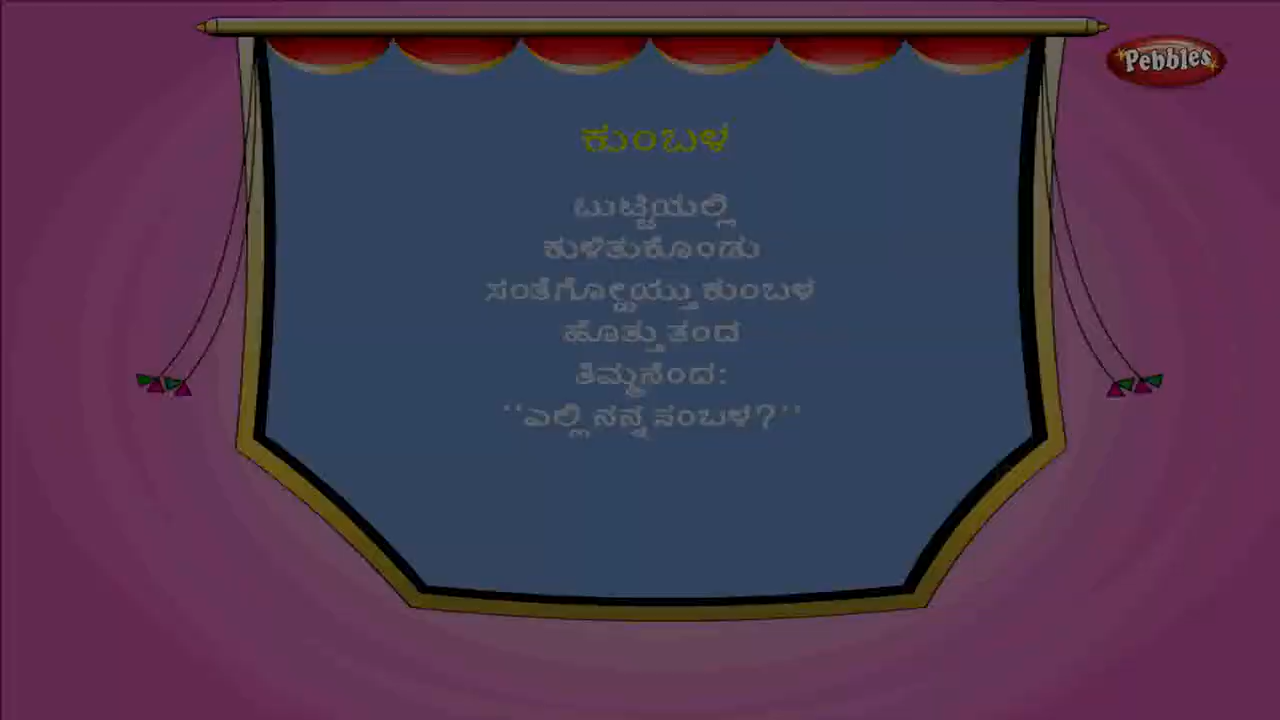 Pebbles
ಕುಂಬಳ
ಬುಟ್ಟಿಯಲ್ಲಿ
ಕುಳಿತುಕೊಂಡು
ಸಂತೆಗ್ಹೋಯ್ತು ಕುಂಬಳ
ಹೊತ್ತು ತಂದ
ತಿಮ್ಮನೆಂದ:
"ಎಲ್ಲಿ ನನ್ನ ಸಂಬಳ?"